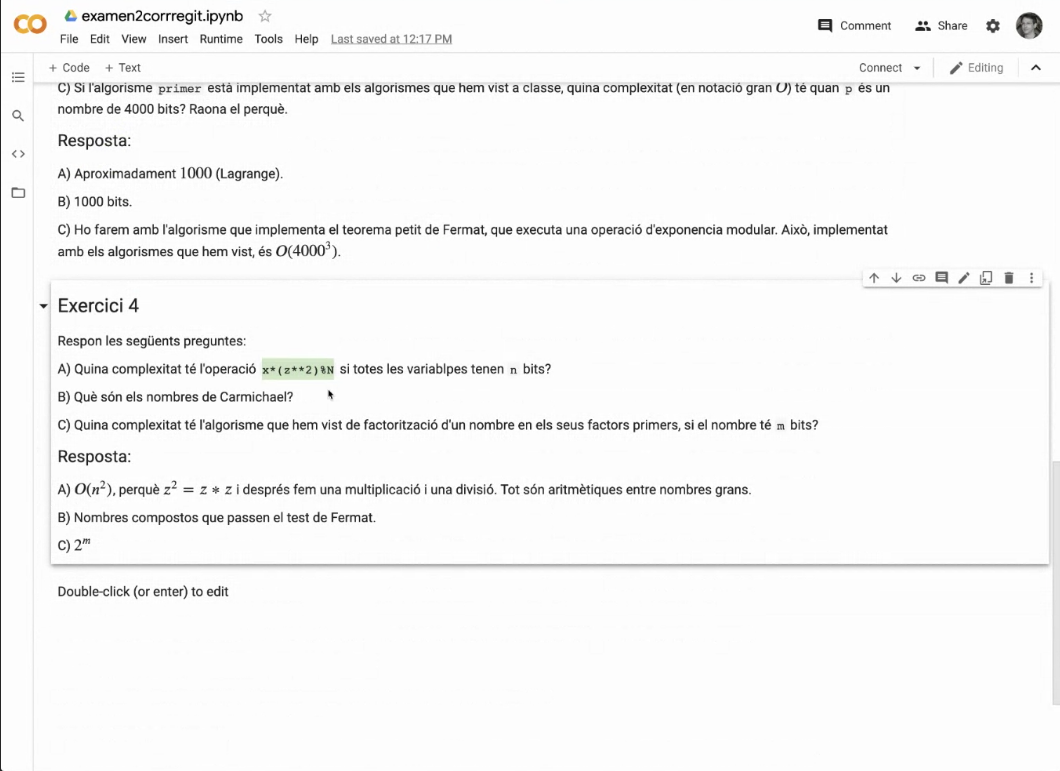 examen2corrregit.ipynb
File Edit View Insert Runtime Tools Help Last saved at 12:17 PM
Comment Share
+ Code + Text
Connect Editing
C) Si l'algorisme primer està implementat amb els algorismes que hem vist a classe, quina complexitat (en notació gran O) té quan p és un
nombre de 4000 bits? Raona el perquè.
Resposta:
A) Aproximadament 1000 (Lagrange).
B) 1000 bits.
C) Ho farem amb l'algorisme que implementa el teorema petit de Fermat, que executa una operació d'exponencia modular. Això, implementat
amb els algorismes que hem vist, és O(4000³).
Exercici 4
Respon les següents preguntes:
A) Quina complexitat té l'operació x*(z**2)%N si totes les variablpes tenen n bits?
B) Què són els nombres de Carmichael?
C) Quina complexitat té l'algorisme que hem vist de factorització d'un nombre en els seus factors primers, si el nombre té m bits?
Resposta:
A) O(n²), perquè z² = z * z i després fem una multiplicació i una divisió. Tot són aritmètiques entre nombres grans.
B) Nombres compostos que passen el test de Fermat.
C) 2ᵐ
Double-click (or enter) to edit